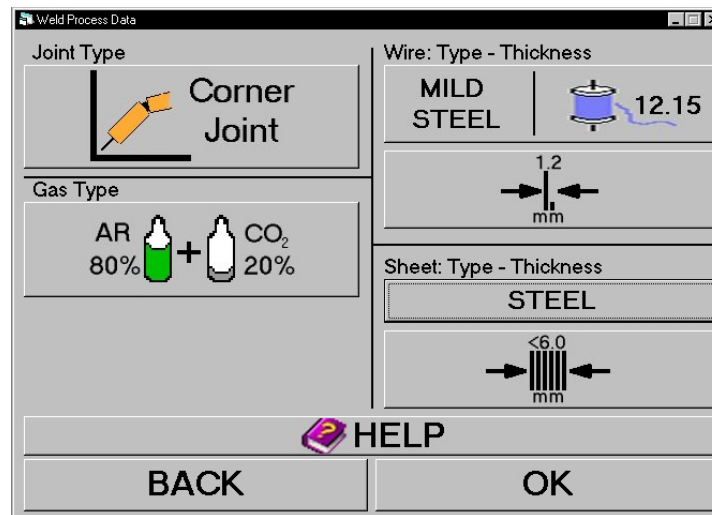 Weld Process Data
Joint Type
Corner
Joint
Gas Type
AR
80%
+
CO₂
20%
Wire: Type - Thickness
MILD
STEEL
12.15
1.2
mm
Sheet: Type - Thickness
STEEL
<6.0
mm
?
HELP
BACK
OK